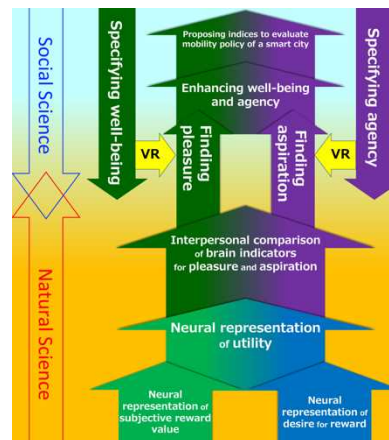 Social Science
Natural Science
Specifying well-being
Specifying agency
Proposing indices to evaluate
mobility policy of a smart city
Enhancing well-being
and agency
VR
Finding
pleasure
Finding
aspiration
VR
Interpersonal comparison
of brain indicators
for pleasure and aspiration
Neural representation
of utility
Neural
representation of
subjective reward
value
Neural
representation of
desire for reward